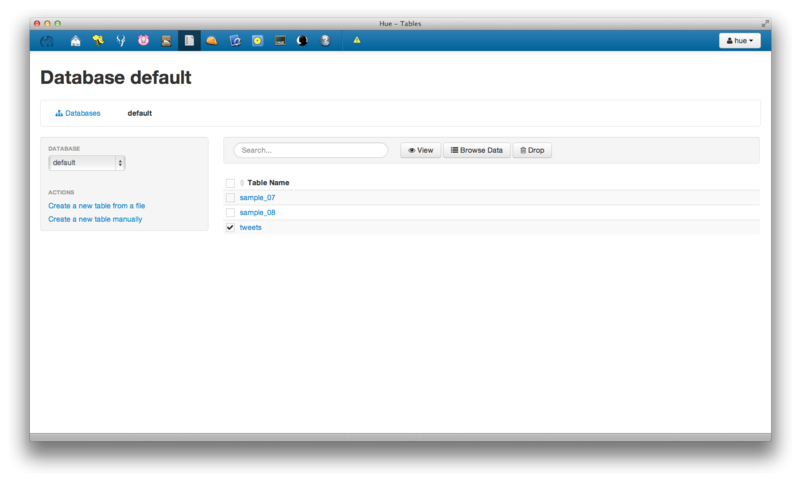 Hue – Tables
hue
Database default
Databases default
DATABASE
default
ACTIONS
Create a new table from a file
Create a new table manually
Search... View Browse Data Drop
Table Name
sample_07
sample_08
tweets